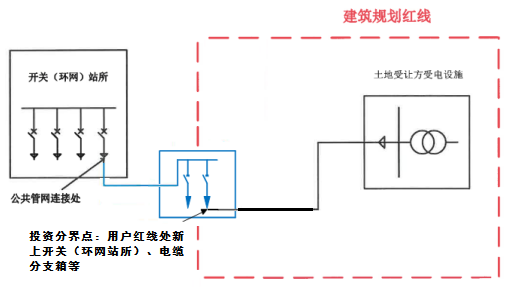 建筑规划红线
开关（环网）站所
土地受让方受电设施
公共管网连接处
投资分界点：用户红线处新
上开关（环网站所）、电缆
分支箱等